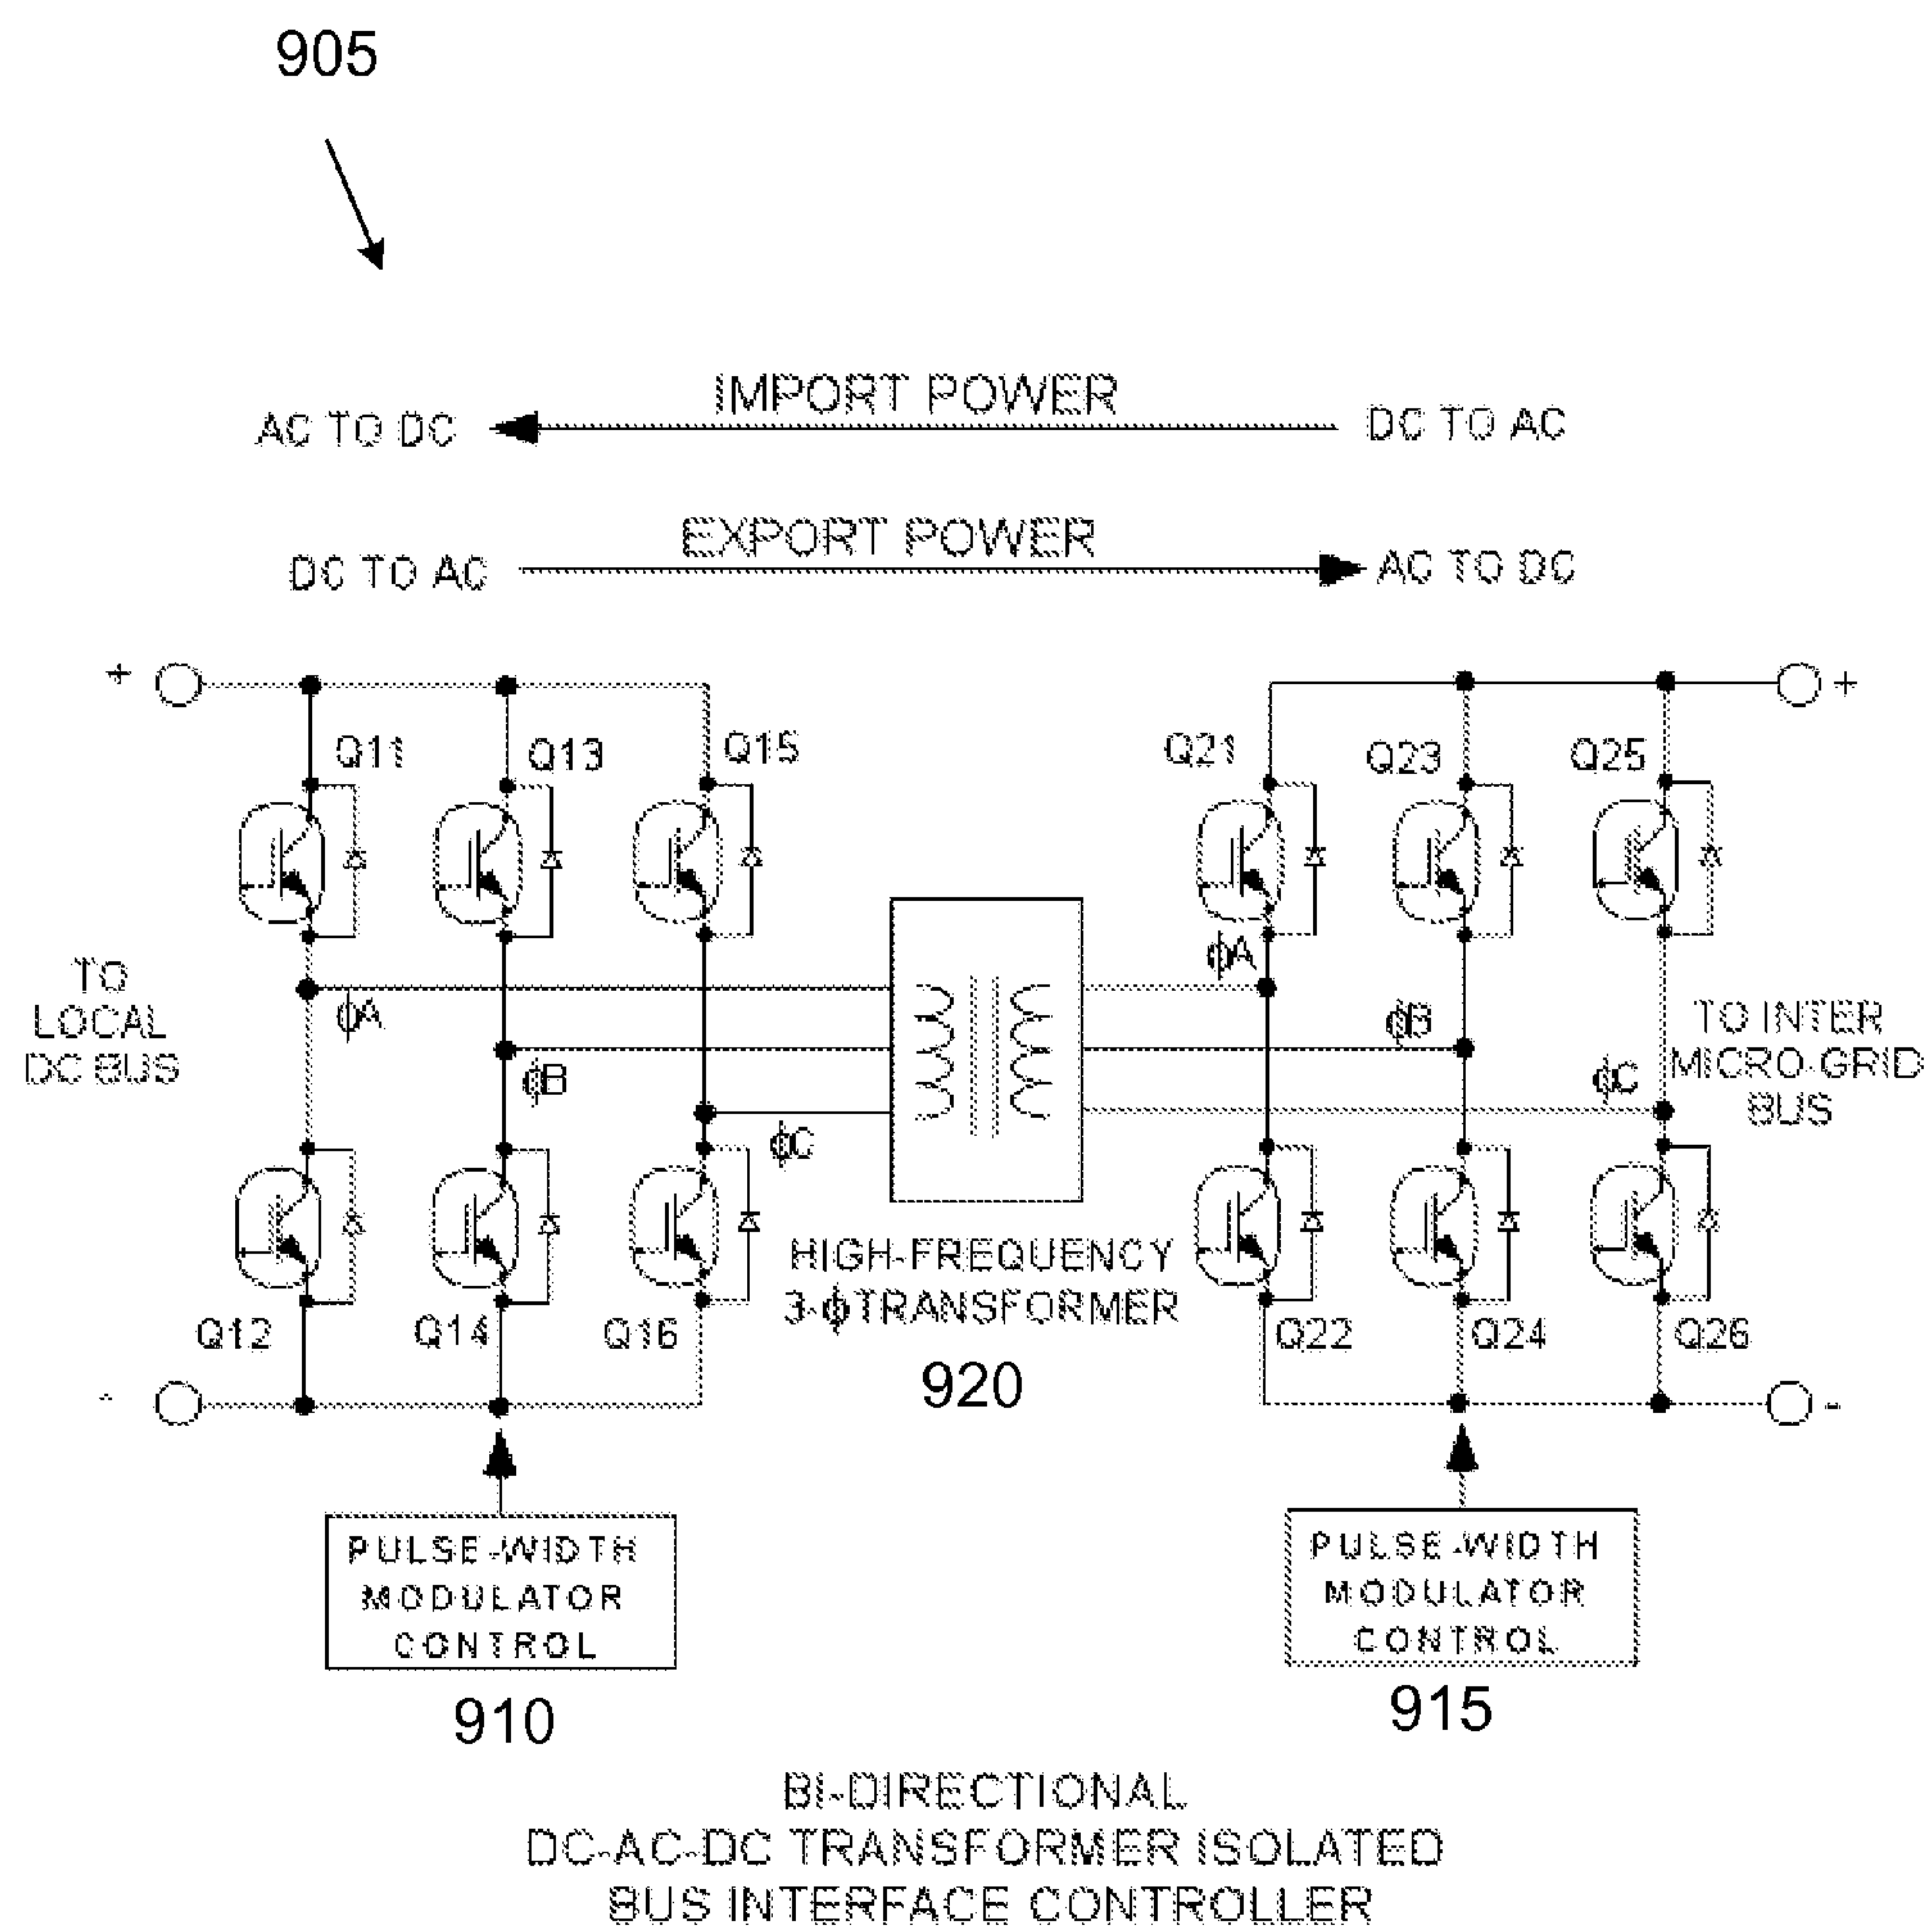 905
IMPORT POWER
AC TO DC
DC TO AC
EXPORT POWER
DC TO AC
AC TO DC
+
+
Q11
Q13
Q15
Q21
Q23
Q25
ϕA
ϕA
TO
LOCAL
DC BUS
ϕB
ϕB
TO INTER
MICRO-GRID
BUS
ϕC
ϕC
HIGH-FREQUENCY
3-ϕ TRANSFORMER
920
Q12
Q14
Q16
Q22
Q24
Q26
-
-
PULSE-WIDTH
MODULATOR
CONTROL
910
PULSE-WIDTH
MODULATOR
CONTROL
915
BI-DIRECTIONAL
DC-AC-DC TRANSFORMER ISOLATED
BUS INTERFACE CONTROLLER